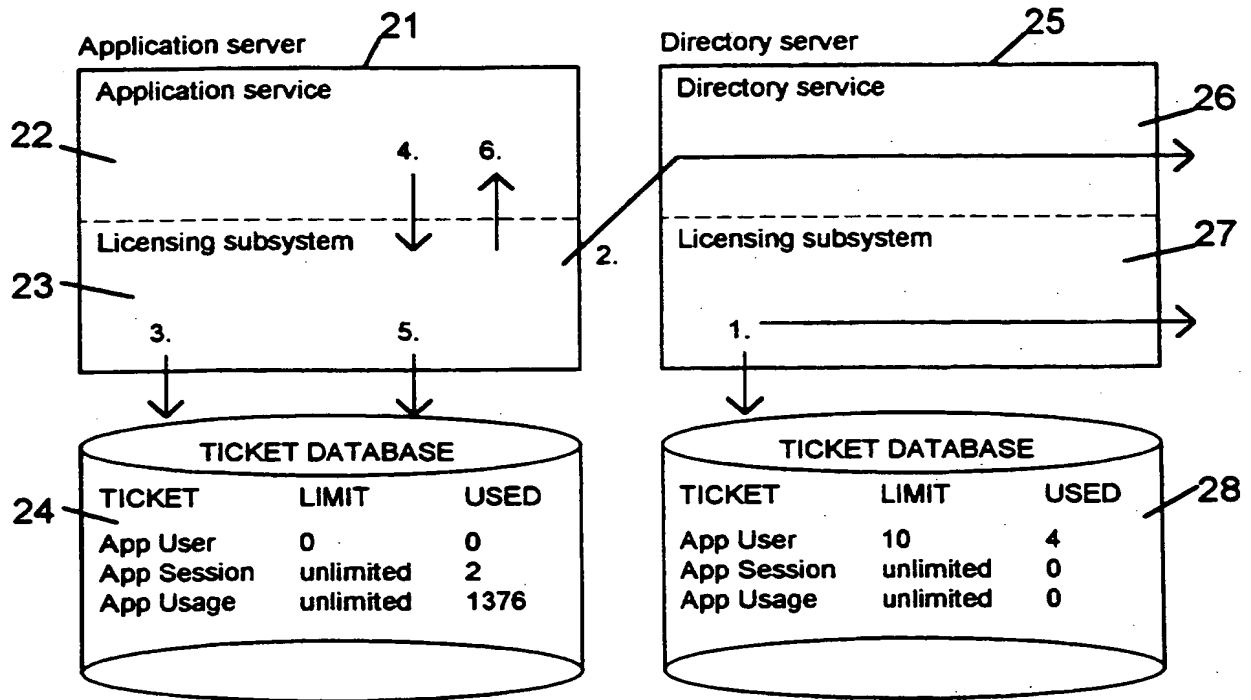 21
Application server
Application service
22
4.
6.
Licensing subsystem
23
3.
5.
2.
25
Directory server
Directory service
26
Licensing subsystem
27
1.
TICKET DATABASE
TICKET LIMIT USED
24
App User 0 0
App Session unlimited 2
App Usage unlimited 1376
TICKET DATABASE
TICKET LIMIT USED
28
App User 10 4
App Session unlimited 0
App Usage unlimited 0